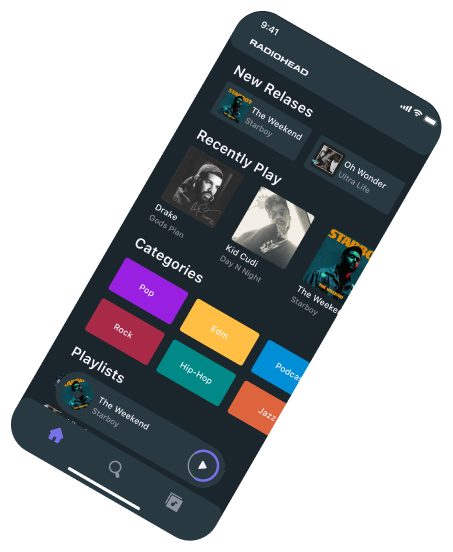 9:41
RADIOHEAD
New Relases
The Weekend
Starboy
Oh Wonder
Ultra Life
Recently Play
Drake
Gods Plan
Kid Cudi
Day N Night
STARBO
The Weeke
Starboy
Categories
Pop
Edm
Podca
Rock
Hip-Hop
Jazz
Playlists
The Weekend
Starboy